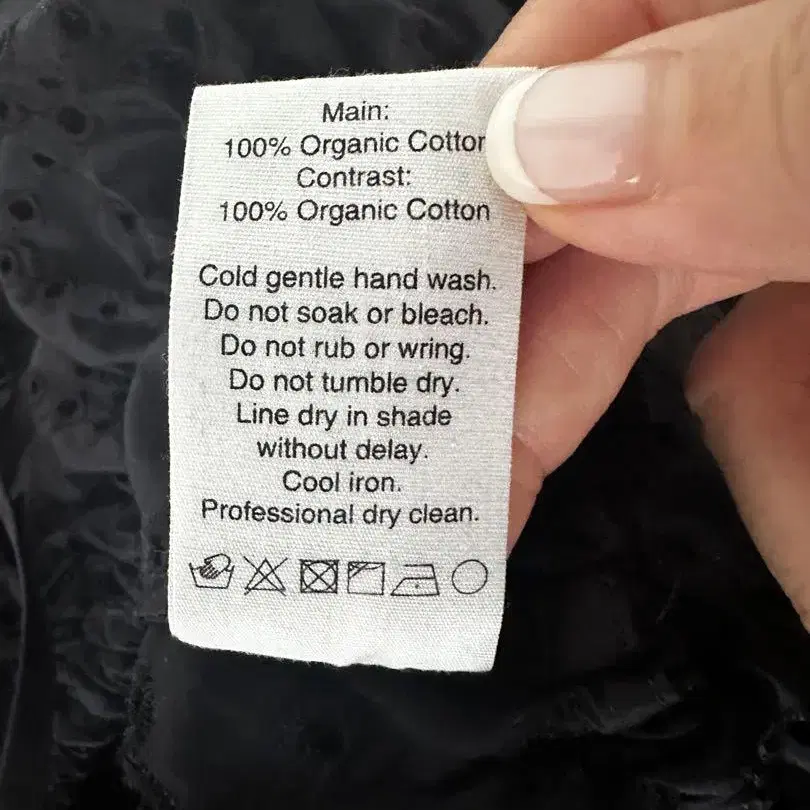 Main:
100% Organic Cotton
Contrast:
100% Organic Cotton
Cold gentle hand wash.
Do not soak or bleach.
Do not rub or wring.
Do not tumble dry.
Line dry in shade
without delay.
Cool iron.
Professional dry clean.